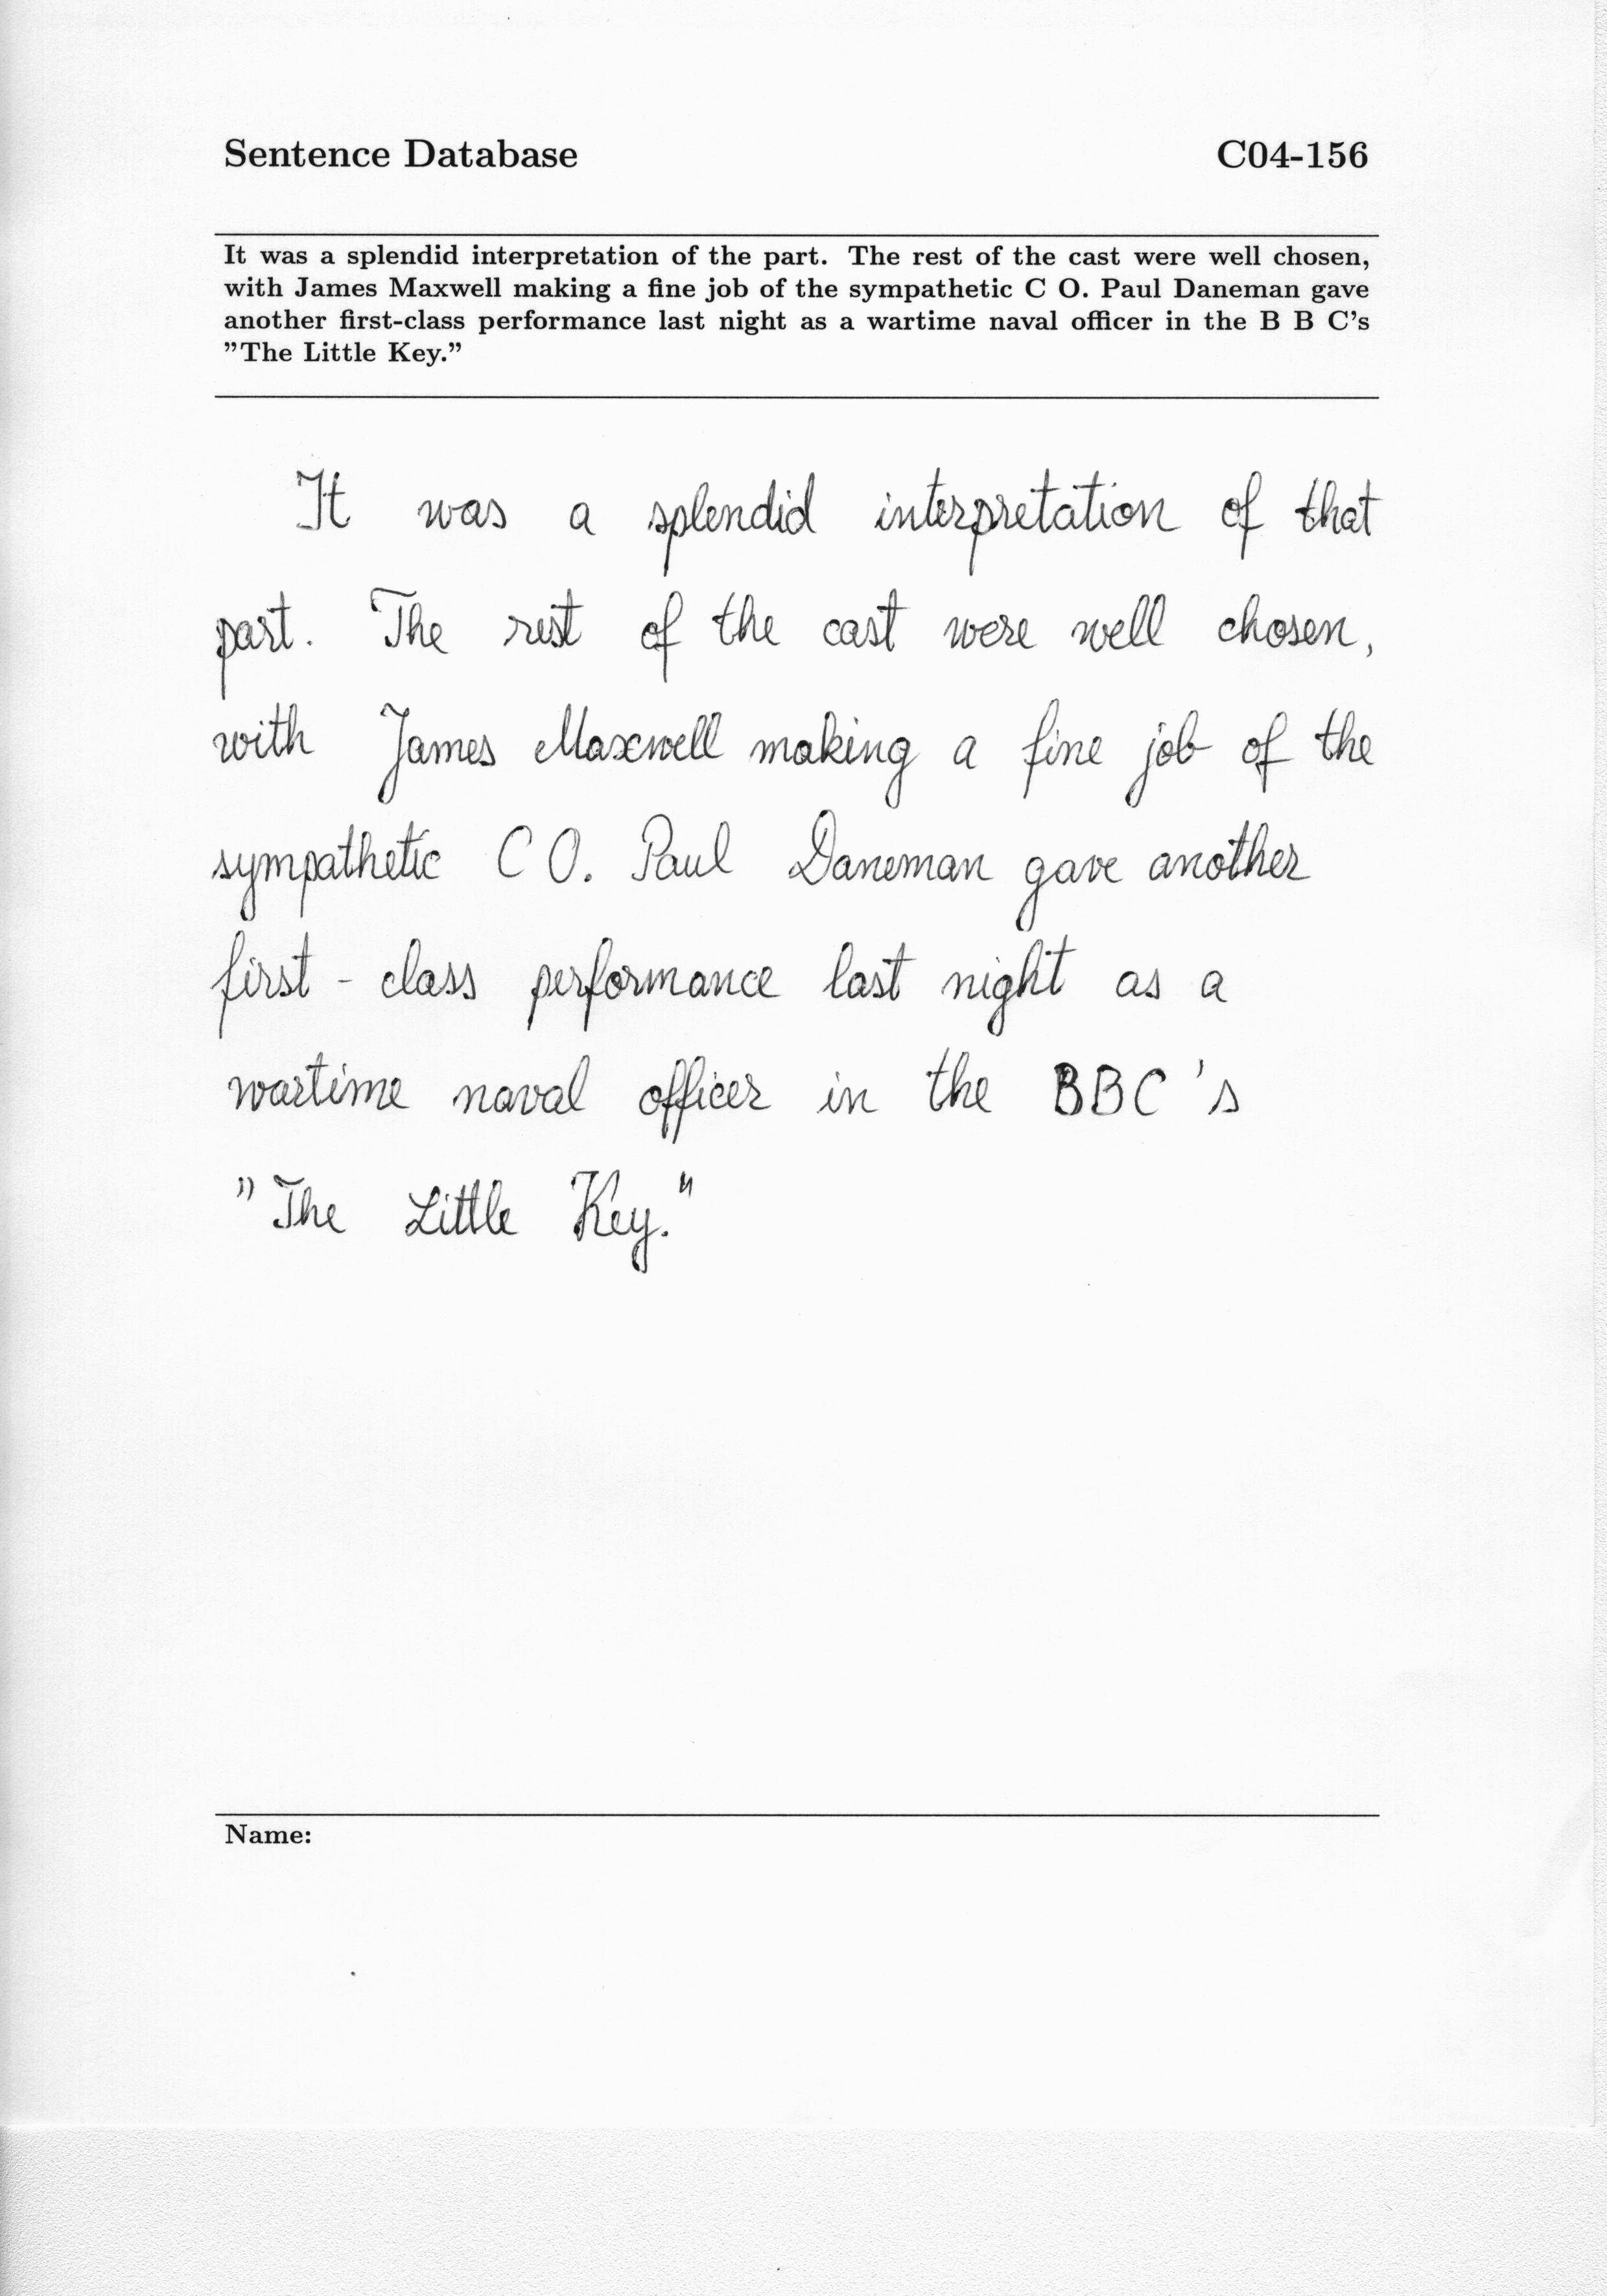 Sentence Database C04-156
It was a splendid interpretation of the part. The rest of the cast were well chosen,
with James Maxwell making a fine job of the sympathetic C O. Paul Daneman gave
another first-class performance last night as a wartime naval officer in the B B C's
"The Little Key."
It was a splendid interpretation of that
part. The rest of the cast were well chosen,
with James Maxwell making a fine job of the
sympathetic C O. Paul Daneman gave another
first - class performance last night as a
wartime naval officer in the BBC's
"The Little Key."
Name: